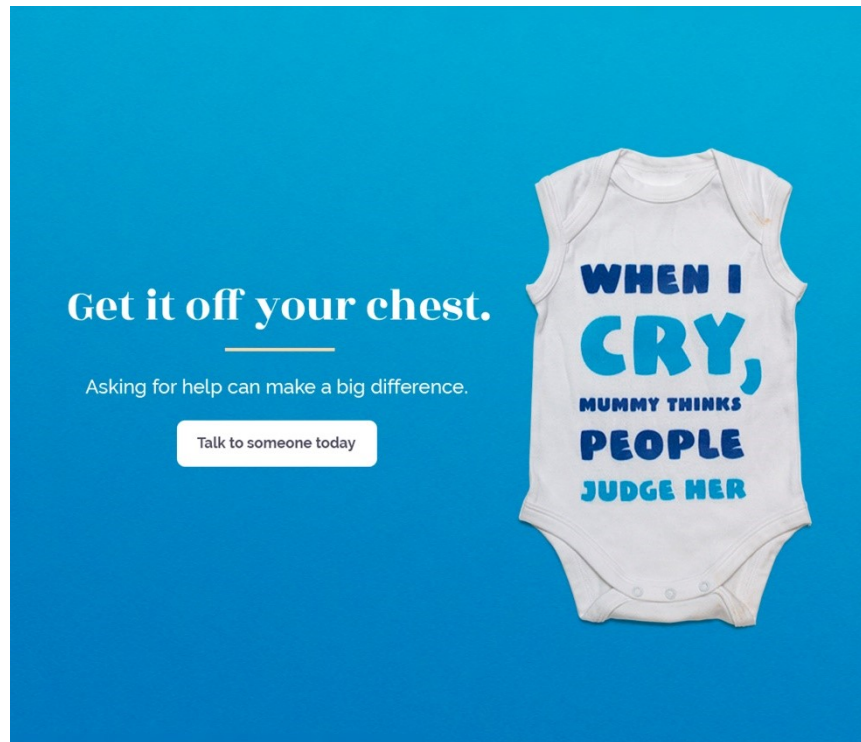 Get it off your chest.
Asking for help can make a big difference.
Talk to someone today
WHEN I
CRY,
MUMMY THINKS
PEOPLE
JUDGE HER